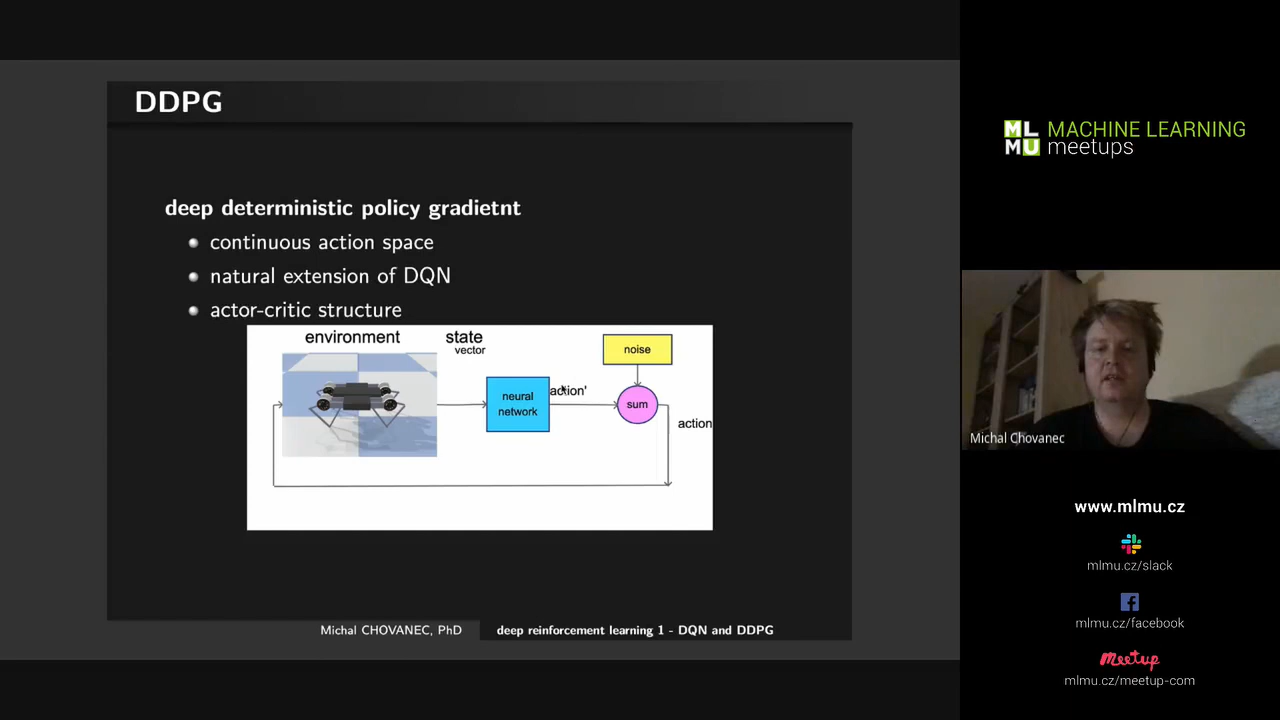 DDPG
deep deterministic policy gradietnt
continuous action space
natural extension of DQN
actor-critic structure
environment
state
vector
noise
neural
network
action'
sum
action
Michal CHOVANEC, PhD
deep reinforcement learning 1 - DQN and DDPG
ML
MU
MACHINE LEARNING
meetups
Michal Chovanec
www.mlmu.cz
mlmu.cz/slack
mlmu.cz/facebook
Meetup
mlmu.cz/meetup-com